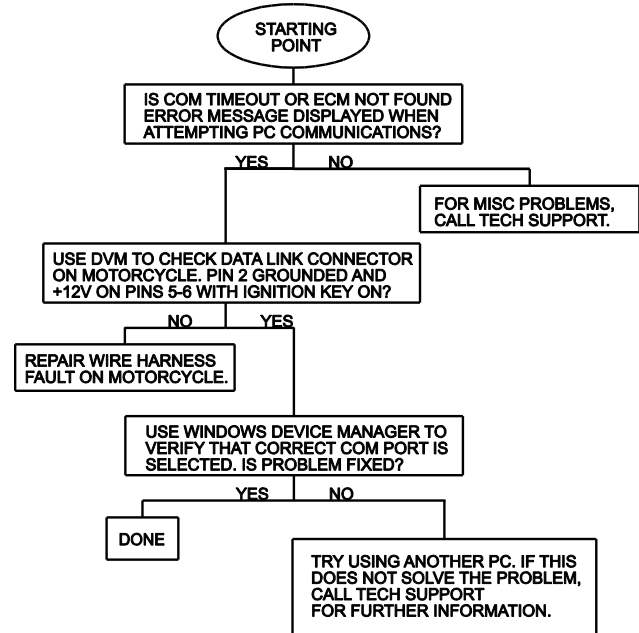 STARTING
POINT
IS COM TIMEOUT OR ECM NOT FOUND
ERROR MESSAGE DISPLAYED WHEN
ATTEMPTING PC COMMUNICATIONS?
YES
NO
FOR MISC PROBLEMS,
CALL TECH SUPPORT.
USE DVM TO CHECK DATA LINK CONNECTOR
ON MOTORCYCLE. PIN 2 GROUNDED AND
+12V ON PINS 5-6 WITH IGNITION KEY ON?
NO
YES
REPAIR WIRE HARNESS
FAULT ON MOTORCYCLE.
USE WINDOWS DEVICE MANAGER TO
VERIFY THAT CORRECT COM PORT IS
SELECTED. IS PROBLEM FIXED?
YES
NO
DONE
TRY USING ANOTHER PC. IF THIS
DOES NOT SOLVE THE PROBLEM,
CALL TECH SUPPORT
FOR FURTHER INFORMATION.